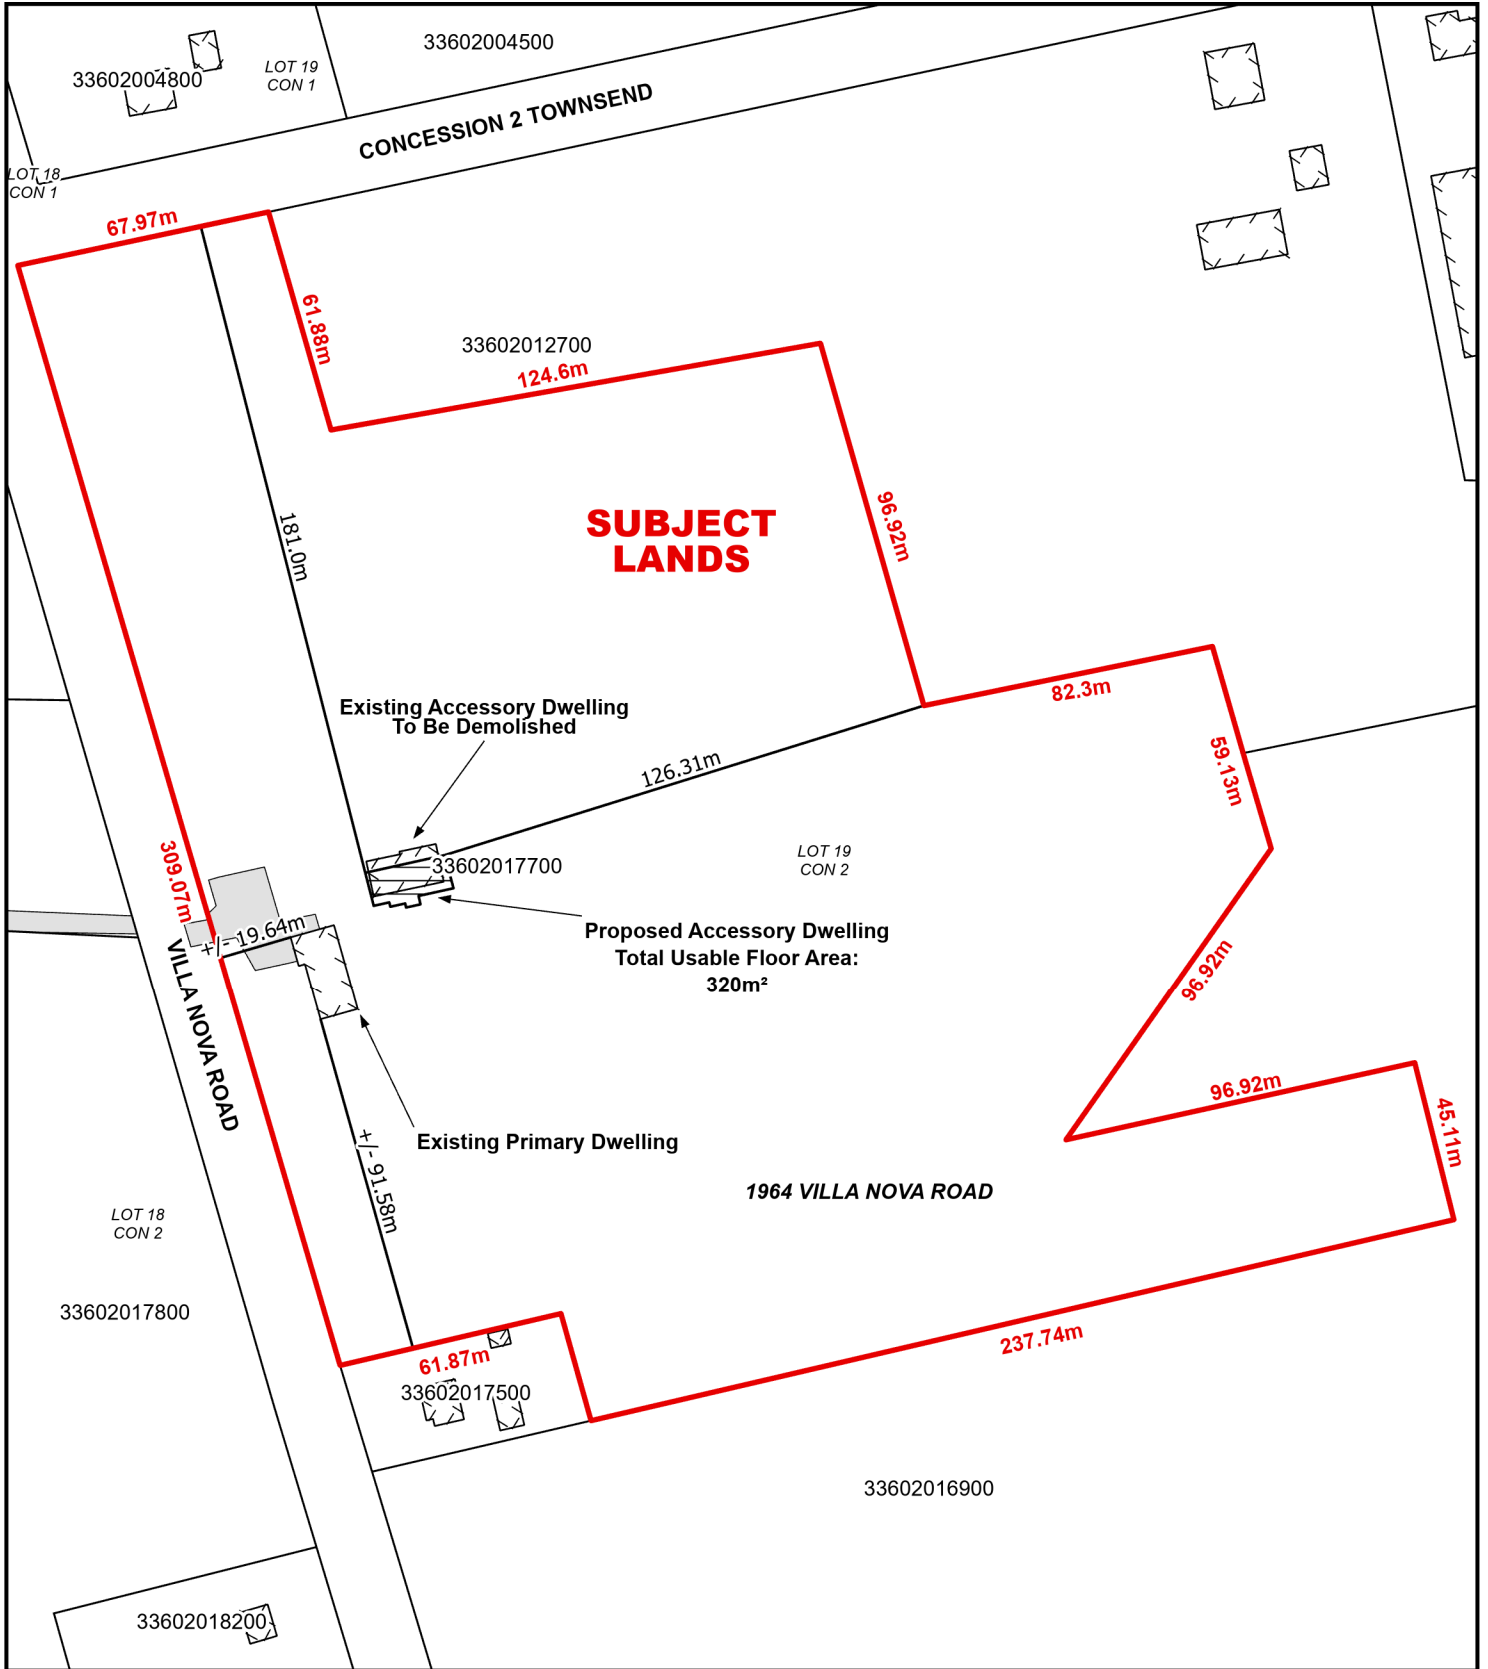 33602004500
33602004800
LOT 19
CON 1
CONCESSION 2 TOWNSEND
LOT 18
CON 1
67.97m
61.88m
33602012700
124.6m
181.0m
SUBJECT
LANDS
96.92m
82.3m
59.13m
Existing Accessory Dwelling
To Be Demolished
126.31m
309.07m
33602017700
LOT 19
CON 2
+/- 19.64m
Proposed Accessory Dwelling
Total Usable Floor Area:
320m²
96.92m
VILLA NOVA ROAD
96.92m
45.11m
Existing Primary Dwelling
+/- 91.58m
1964 VILLA NOVA ROAD
LOT 18
CON 2
33602017800
237.74m
61.87m
33602017500
33602016900
33602018200